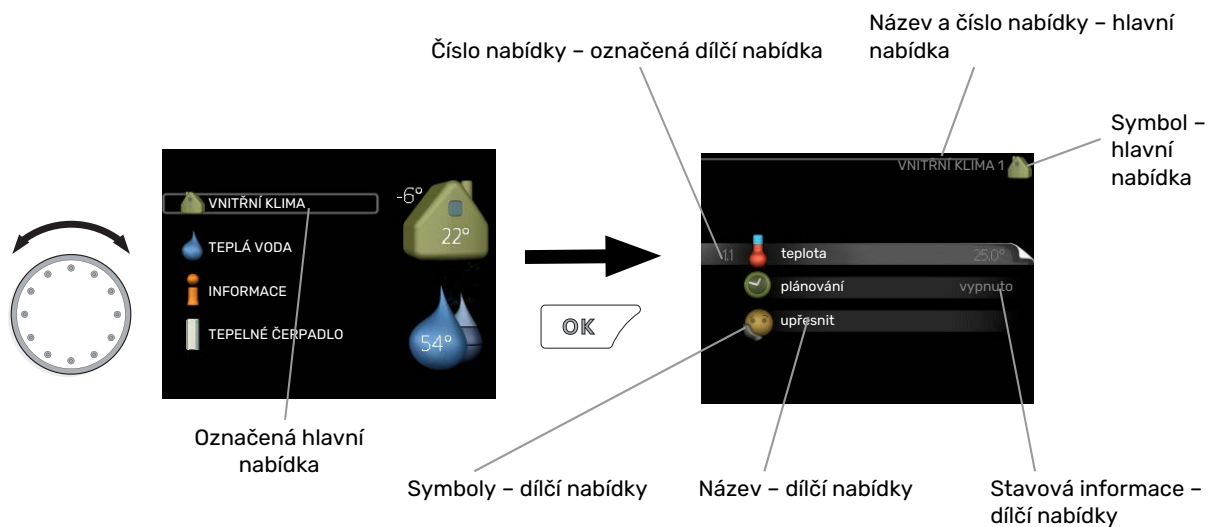 Název a číslo nabídky – hlavní
nabídka
Číslo nabídky – označená dílčí nabídka
Symbol –
hlavní
nabídka
VNITŘNÍ KLIMA
-6°
22°
TEPLÁ VODA
INFORMACE
TEPELNÉ ČERPADLO
54°
OK
VNITŘNÍ KLIMA 1
1.1 teplota 25.0°
plánování vypnuto
upřesnit
Označená hlavní
nabídka
Symboly – dílčí nabídky
Název – dílčí nabídky
Stavová informace –
dílčí nabídky